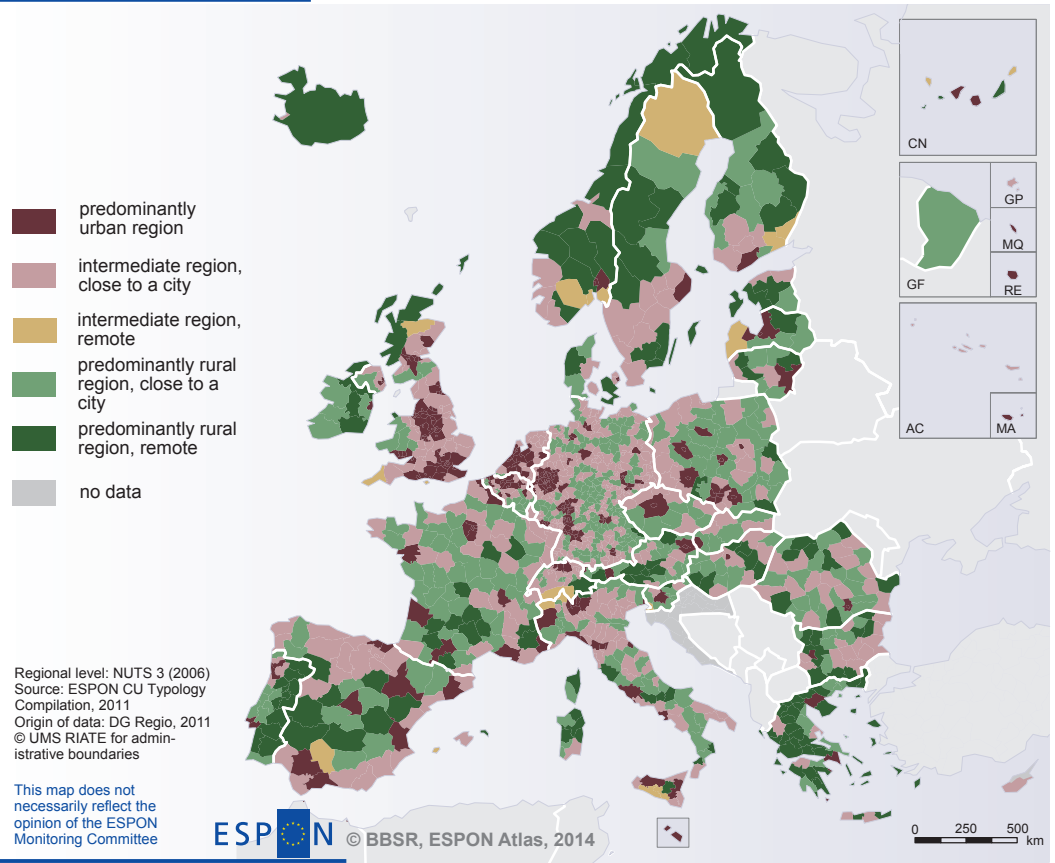 predominantly
urban region
intermediate region,
close to a city
intermediate region,
remote
predominantly rural
region, close to a
city
predominantly rural
region, remote
no data
Regional level: NUTS 3 (2006)
Source: ESPON CU Typology
Compilation, 2011
Origin of data: DG Regio, 2011
© UMS RIATE for admin-
istrative boundaries
This map does not
necessarily reflect the
opinion of the ESPON
Monitoring Committee
ESPON
© BBSR, ESPON Atlas, 2014
CN
GF
GP
MQ
RE
AC
MA
0 250 500
km